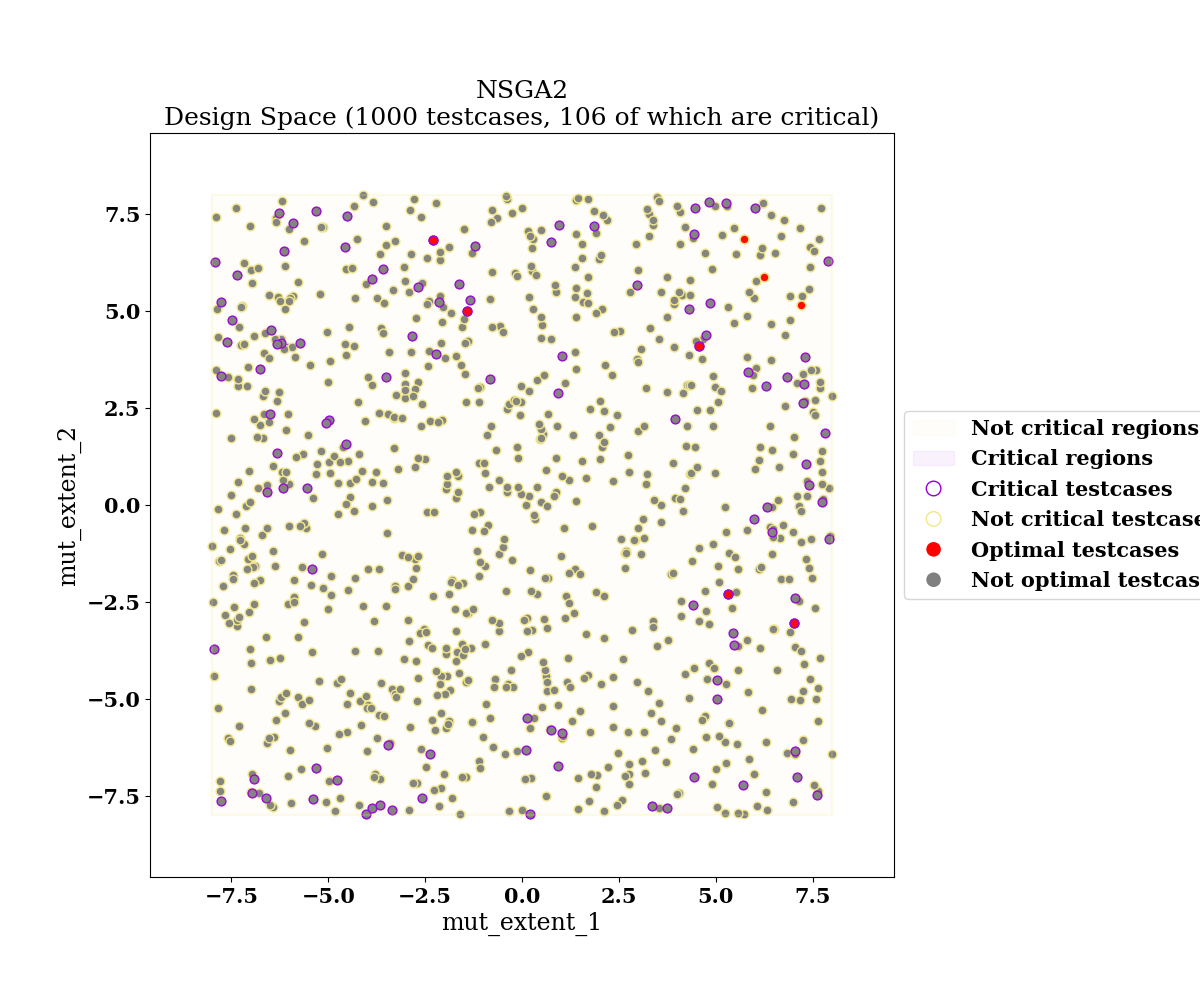 NSGA2
Design Space (1000 testcases, 106 of which are critical)
mut_extent_2
7.5
5.0
2.5
0.0
−2.5
−5.0
−7.5
−7.5 −5.0 −2.5 0.0 2.5 5.0 7.5
mut_extent_1
Not critical regions
Critical regions
Critical testcases
Not critical testcase
Optimal testcases
Not optimal testcas